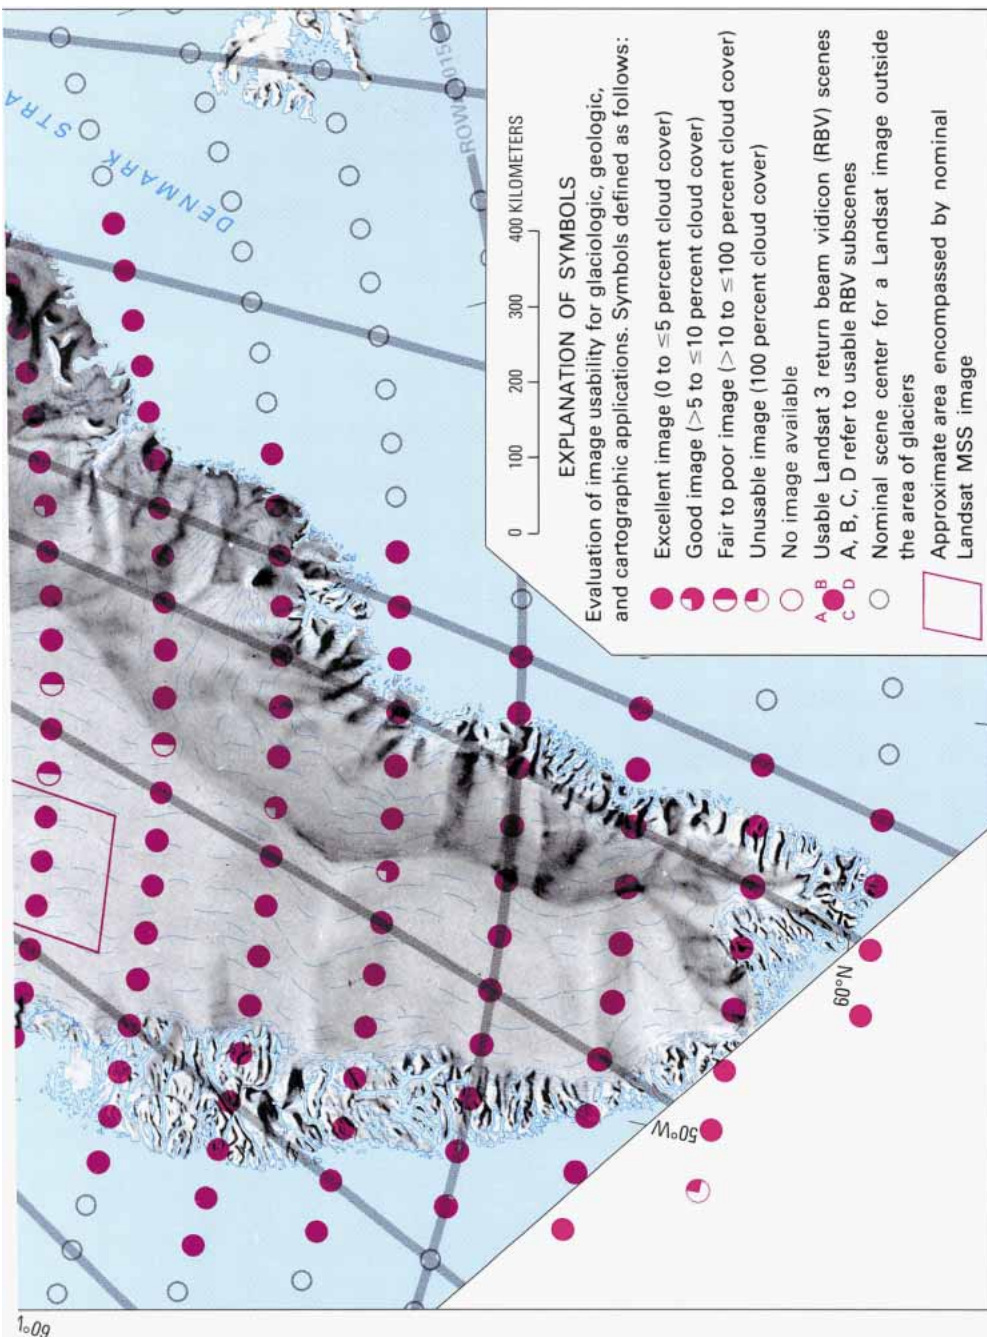 DENMARK STRA
ROW 015
0 100 200 300 400 KILOMETERS
EXPLANATION OF SYMBOLS
Evaluation of image usability for glaciologic, geologic,
and cartographic applications. Symbols defined as follows:
Excellent image (0 to ≤5 percent cloud cover)
Good image (>5 to ≤10 percent cloud cover)
Fair to poor image (>10 to ≤100 percent cloud cover)
Unusable image (100 percent cloud cover)
No image available
A B Usable Landsat 3 return beam vidicon (RBV) scenes
C D A, B, C, D refer to usable RBV subscenes
Nominal scene center for a Landsat image outside
the area of glaciers
Approximate area encompassed by nominal
Landsat MSS image
60°N
50°W